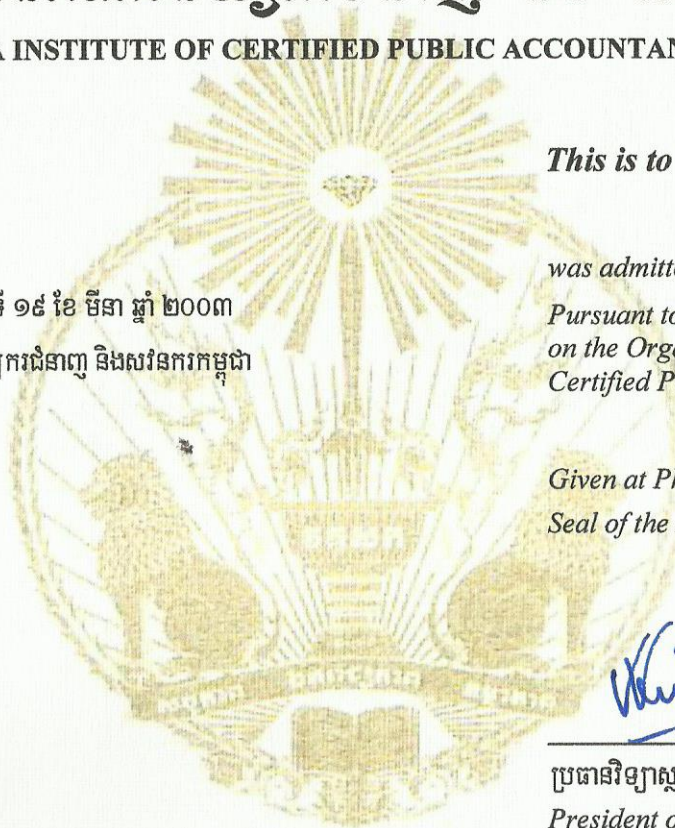 A INSTITUTE OF CERTIFIED PUBLIC ACCOUNTAN
១៩ ខែ មីនា ឆ្នាំ ២០០៣
ករជំនាញ និងសវនករកម្ពុជា
This is to
was admitt
Pursuant to
on the Orga
Certified P
Given at Ph
Seal of the
ប្រធានវិទ្យាស្ថ
President o